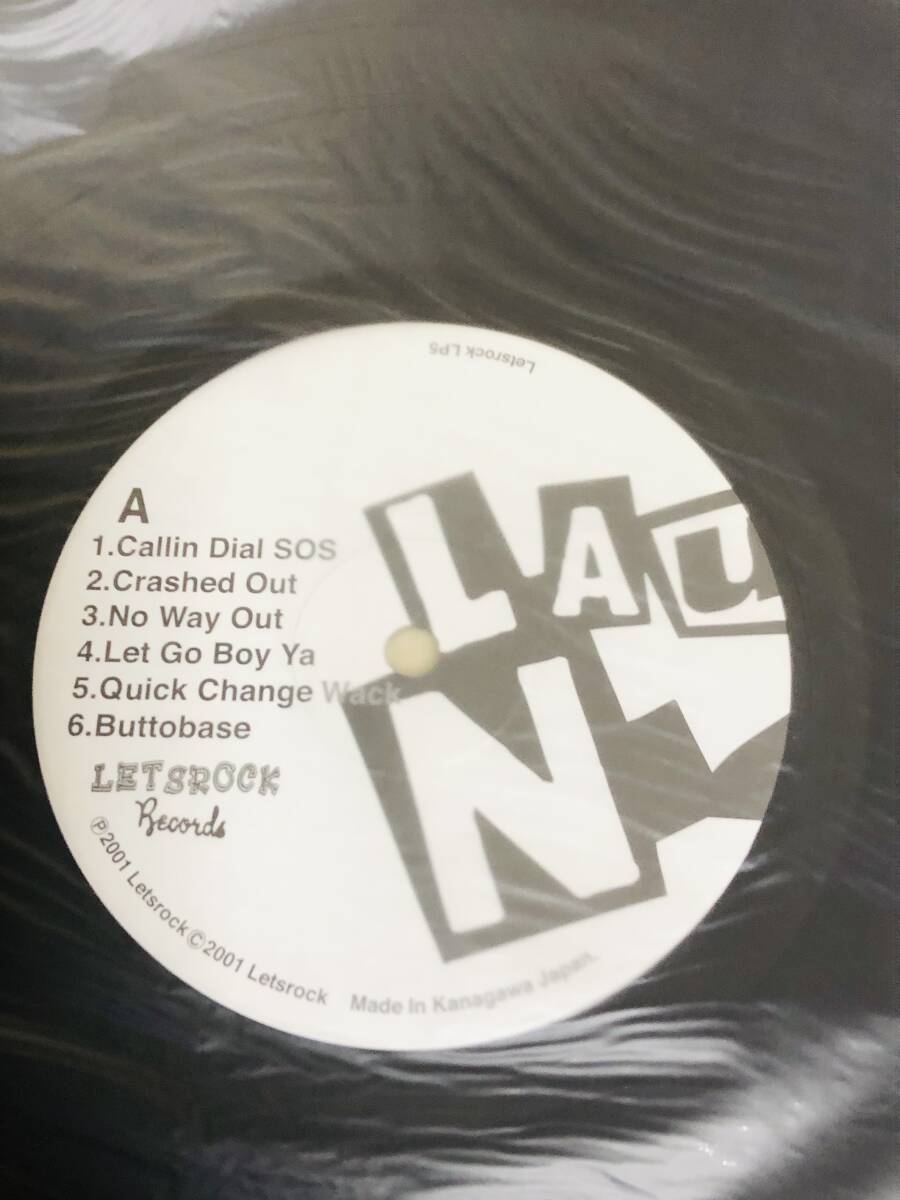 Letsrock LP5
LAU
N
A
1.Callin Dial SOS
2.Crashed Out
3.No Way Out
4.Let Go Boy Ya
5.Quick Change Wack
6.Buttobase
LETSROCK
Records
℗2001 Letsrock ©2001 Letsrock Made In Kanagawa Japan.